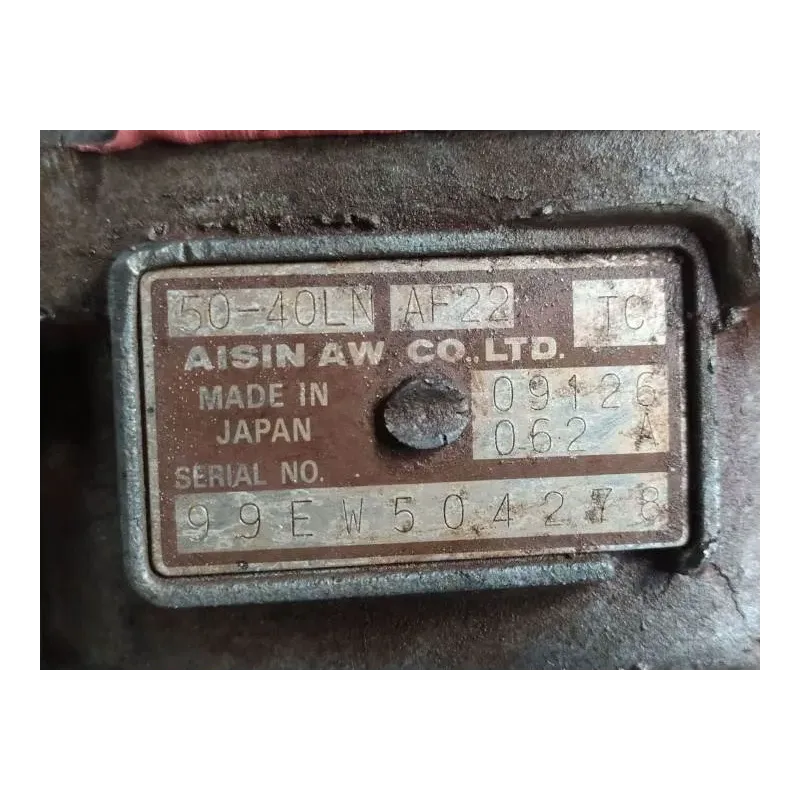 50-40LN AF22 TC
AISIN AW CO.,LTD.
MADE IN JAPAN
09126
062 A
SERIAL NO.
99EW504278